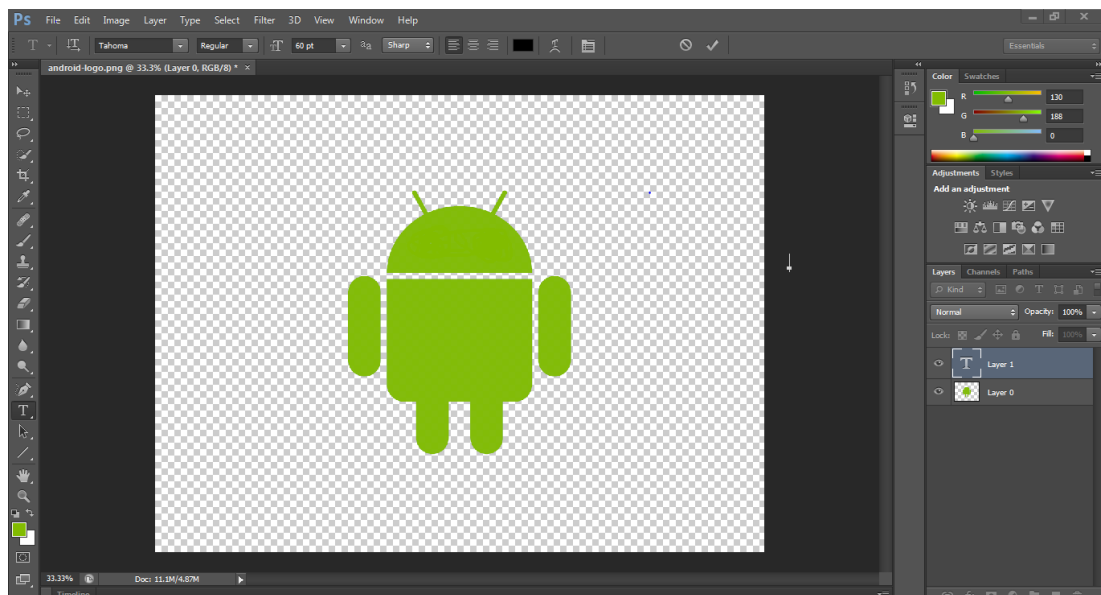 Ps File Edit Image Layer Type Select Filter 3D View Window Help
T Tahoma Regular 60 pt Sharp Essentials
android-logo.png @ 33.3% (Layer 0, RGB/8) * ×
Color Swatches
R 130
G 188
B 0
Adjustments Styles
Add an adjustment
Layers Channels Paths
Kind
Normal Opacity: 100%
Lock: Fill: 100%
T Layer 1
Layer 0
33.33% Doc: 11.1M/4.87M
Timeline